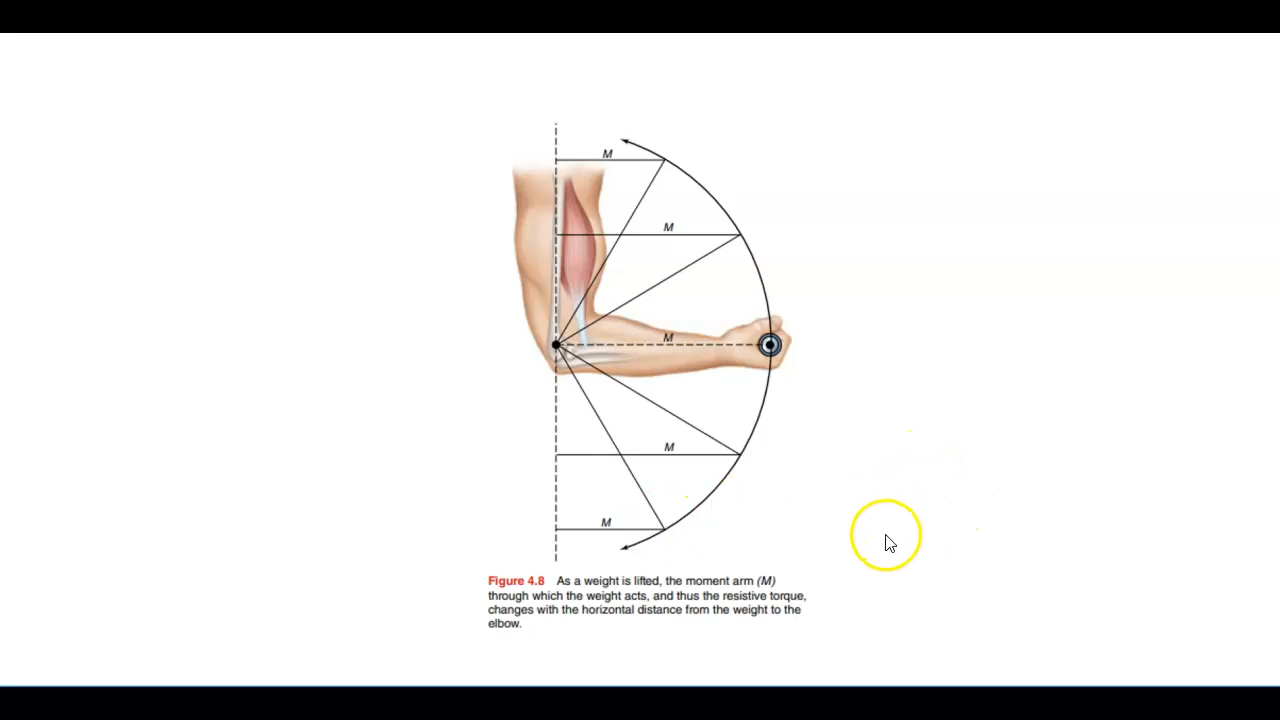 M
M
M
M
M
Figure 4.8 As a weight is lifted, the moment arm (M)
through which the weight acts, and thus the resistive torque,
changes with the horizontal distance from the weight to the
elbow.